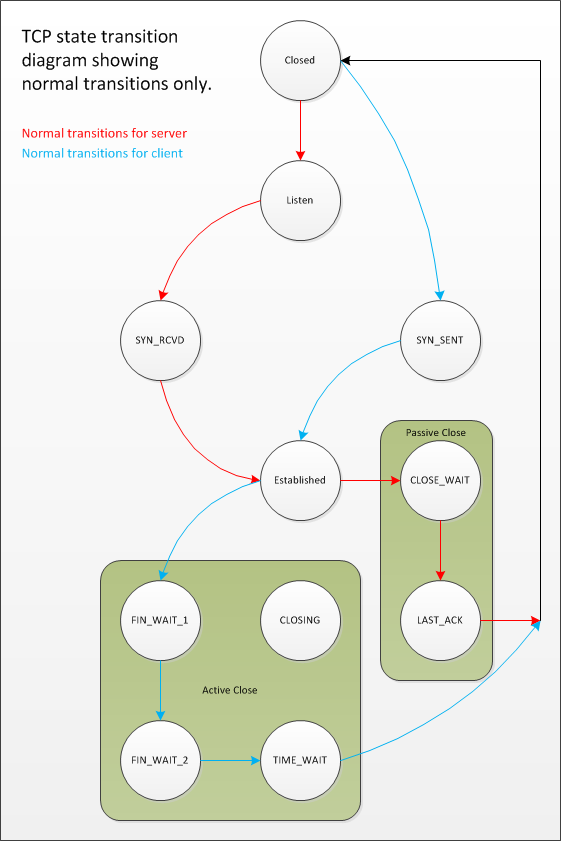 TCP state transition
diagram showing
normal transitions only.
Normal transitions for server
Normal transitions for client
Closed
Listen
SYN_RCVD
SYN_SENT
Passive Close
Established
CLOSE_WAIT
FIN_WAIT_1
CLOSING
LAST_ACK
Active Close
FIN_WAIT_2
TIME_WAIT